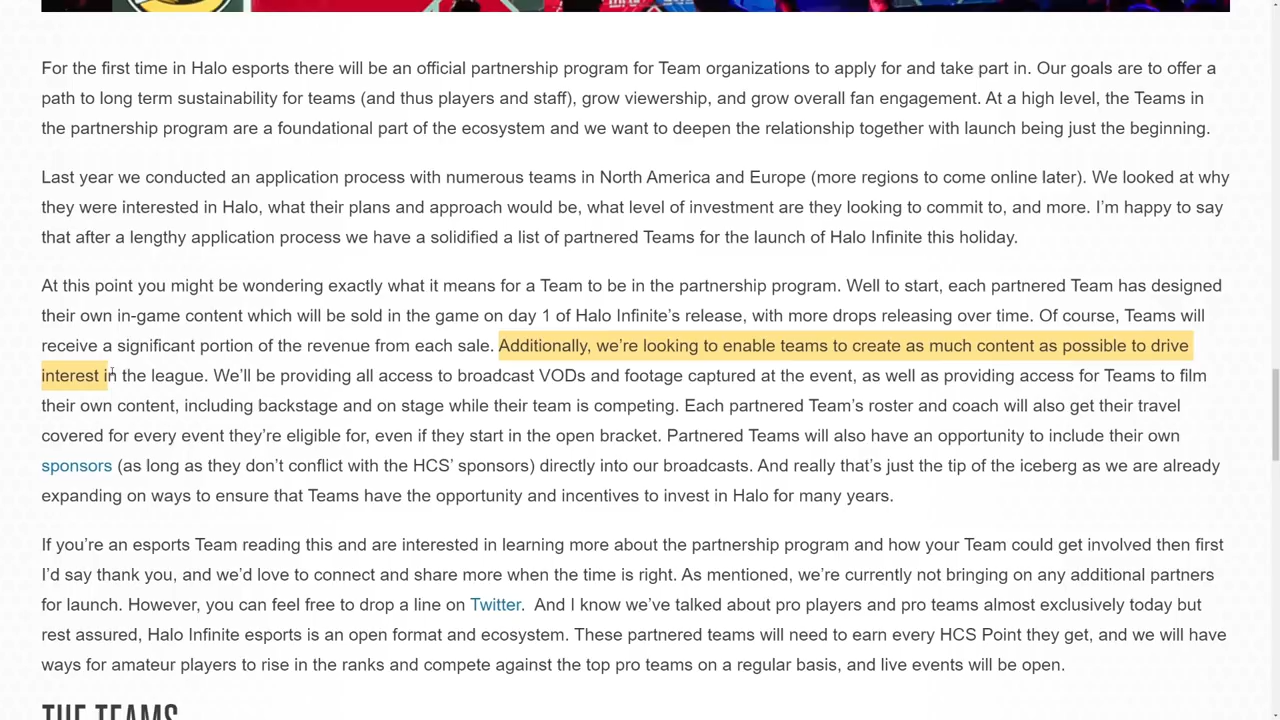 For the first time in Halo esports there will be an official partnership program for Team organizations to apply for and take part in. Our goals are to offer a
path to long term sustainability for teams (and thus players and staff), grow viewership, and grow overall fan engagement. At a high level, the Teams in
the partnership program are a foundational part of the ecosystem and we want to deepen the relationship together with launch being just the beginning.
Last year we conducted an application process with numerous teams in North America and Europe (more regions to come online later). We looked at why
they were interested in Halo, what their plans and approach would be, what level of investment are they looking to commit to, and more. I’m happy to say
that after a lengthy application process we have a solidified a list of partnered Teams for the launch of Halo Infinite this holiday.
At this point you might be wondering exactly what it means for a Team to be in the partnership program. Well to start, each partnered Team has designed
their own in-game content which will be sold in the game on day 1 of Halo Infinite’s release, with more drops releasing over time. Of course, Teams will
receive a significant portion of the revenue from each sale. Additionally, we’re looking to enable teams to create as much content as possible to drive
interest in the league. We’ll be providing all access to broadcast VODs and footage captured at the event, as well as providing access for Teams to film
their own content, including backstage and on stage while their team is competing. Each partnered Team’s roster and coach will also get their travel
covered for every event they’re eligible for, even if they start in the open bracket. Partnered Teams will also have an opportunity to include their own
sponsors (as long as they don’t conflict with the HCS’ sponsors) directly into our broadcasts. And really that’s just the tip of the iceberg as we are already
expanding on ways to ensure that Teams have the opportunity and incentives to invest in Halo for many years.
If you’re an esports Team reading this and are interested in learning more about the partnership program and how your Team could get involved then first
I’d say thank you, and we’d love to connect and share more when the time is right. As mentioned, we’re currently not bringing on any additional partners
for launch. However, you can feel free to drop a line on Twitter. And I know we’ve talked about pro players and pro teams almost exclusively today but
rest assured, Halo Infinite esports is an open format and ecosystem. These partnered teams will need to earn every HCS Point they get, and we will have
ways for amateur players to rise in the ranks and compete against the top pro teams on a regular basis, and live events will be open.
THE TEAMS